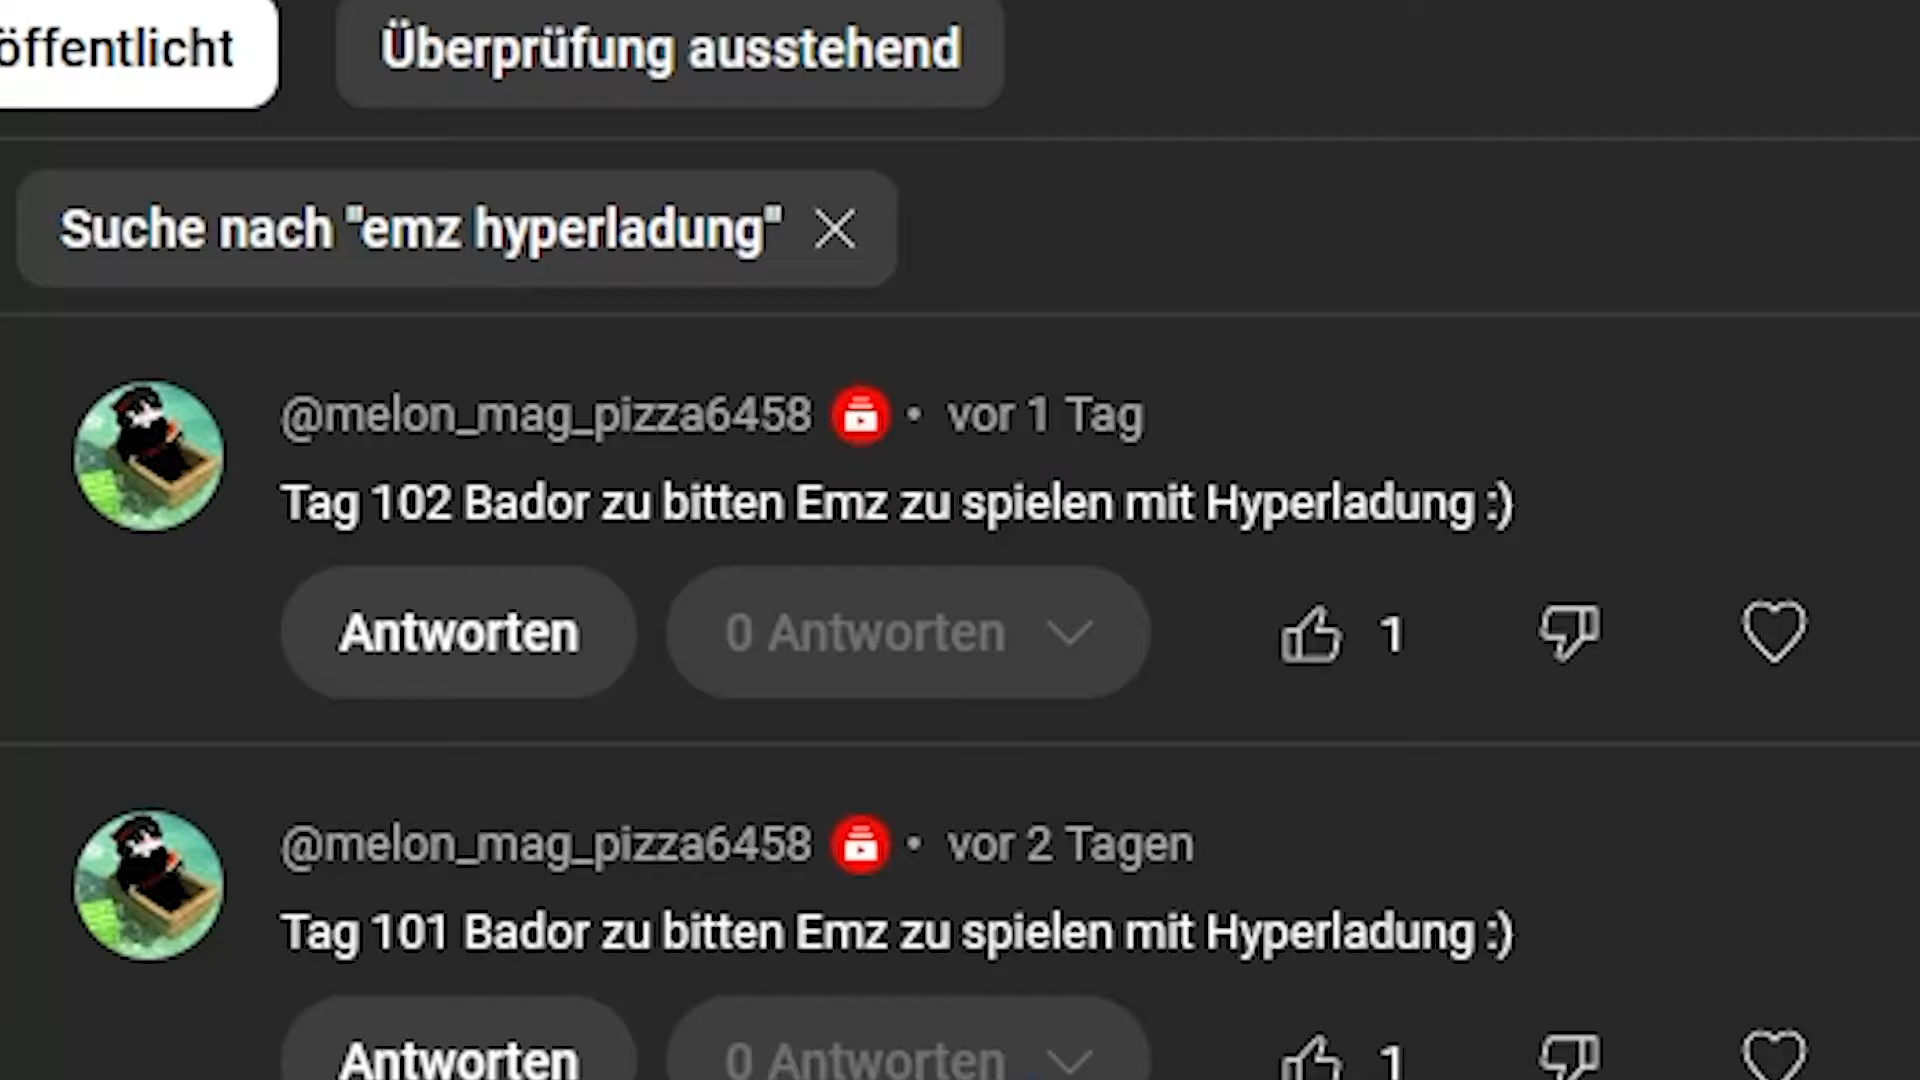 öffentlicht Überprüfung ausstehend
Suche nach "emz hyperladung"
@melon_mag_pizza6458 • vor 1 Tag
Tag 102 Bador zu bitten Emz zu spielen mit Hyperladung :)
Antworten 0 Antworten 1
@melon_mag_pizza6458 • vor 2 Tagen
Tag 101 Bador zu bitten Emz zu spielen mit Hyperladung :)
Antworten 0 Antworten 1